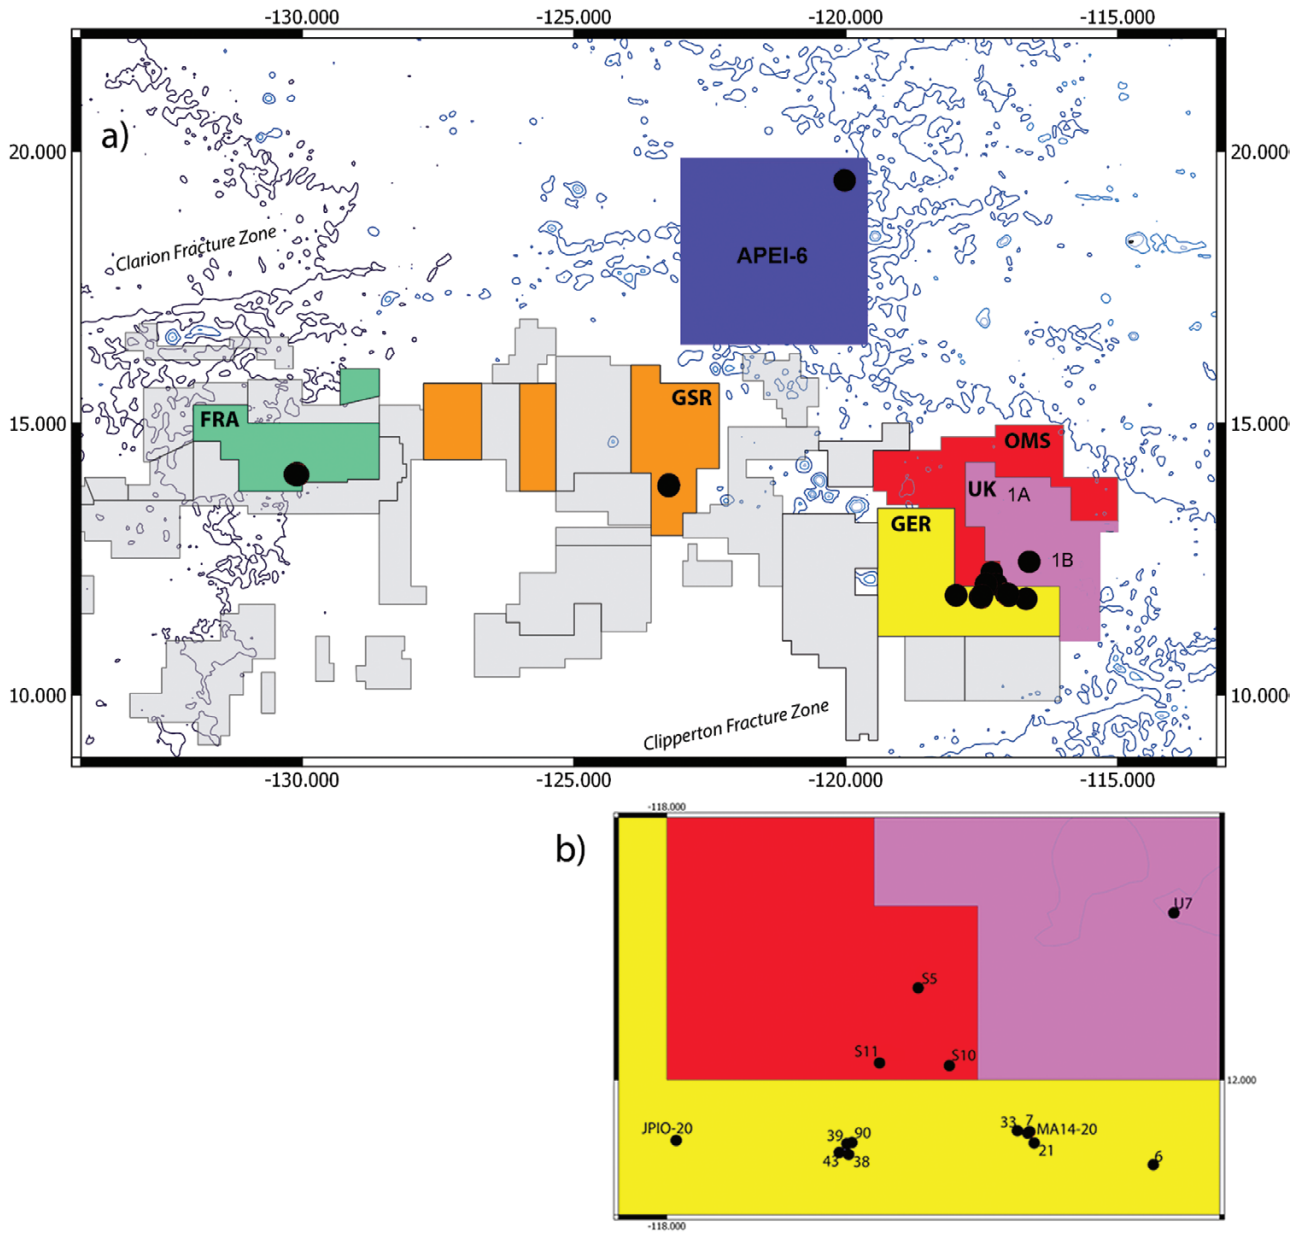 -130.000 -125.000 -120.000 -115.000
a)
20.000 20.000
Clarion Fracture Zone
APEI-6
15.000 15.000
FRA
GSR
OMS
UK 1A
GER
1B
10.000 10.000
Clipperton Fracture Zone
-130.000 -125.000 -120.000 -115.000
-118.000
b)
U7
S5
S11 S10
12.000
JPIO-20
39 90
43 38
33 7 MA14-20
21
6
-118.000